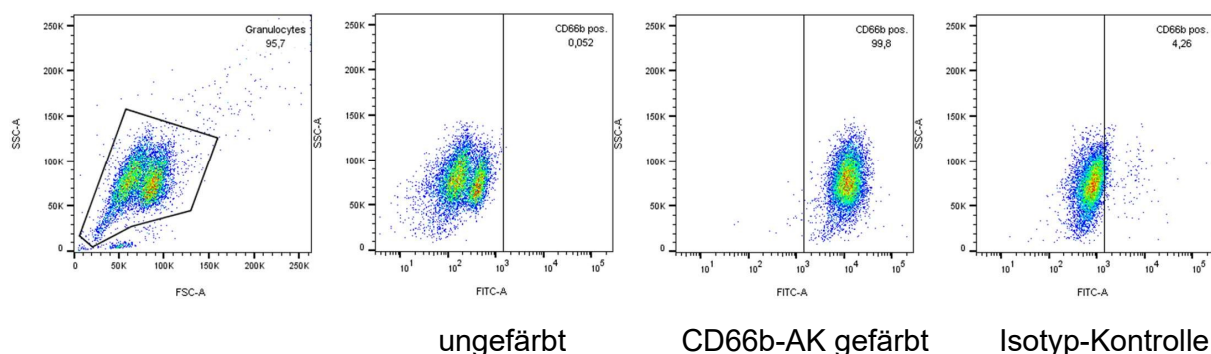 Granulocytes
95,7
250K
200K
150K
100K
50K
0
SSC-A
0 50K 100K 150K 200K 250K
FSC-A
CD66b pos.
0,052
250K
200K
150K
100K
50K
0
SSC-A
10¹ 10² 10³ 10⁴ 10⁵
FITC-A
ungefärbt
CD66b pos.
99,8
250K
200K
150K
100K
50K
0
SSC-A
10¹ 10² 10³ 10⁴ 10⁵
FITC-A
CD66b-AK gefärbt
CD66b pos.
4,26
250K
200K
150K
100K
50K
0
SSC-A
10¹ 10² 10³ 10⁴ 10⁵
FITC-A
Isotyp-Kontrolle